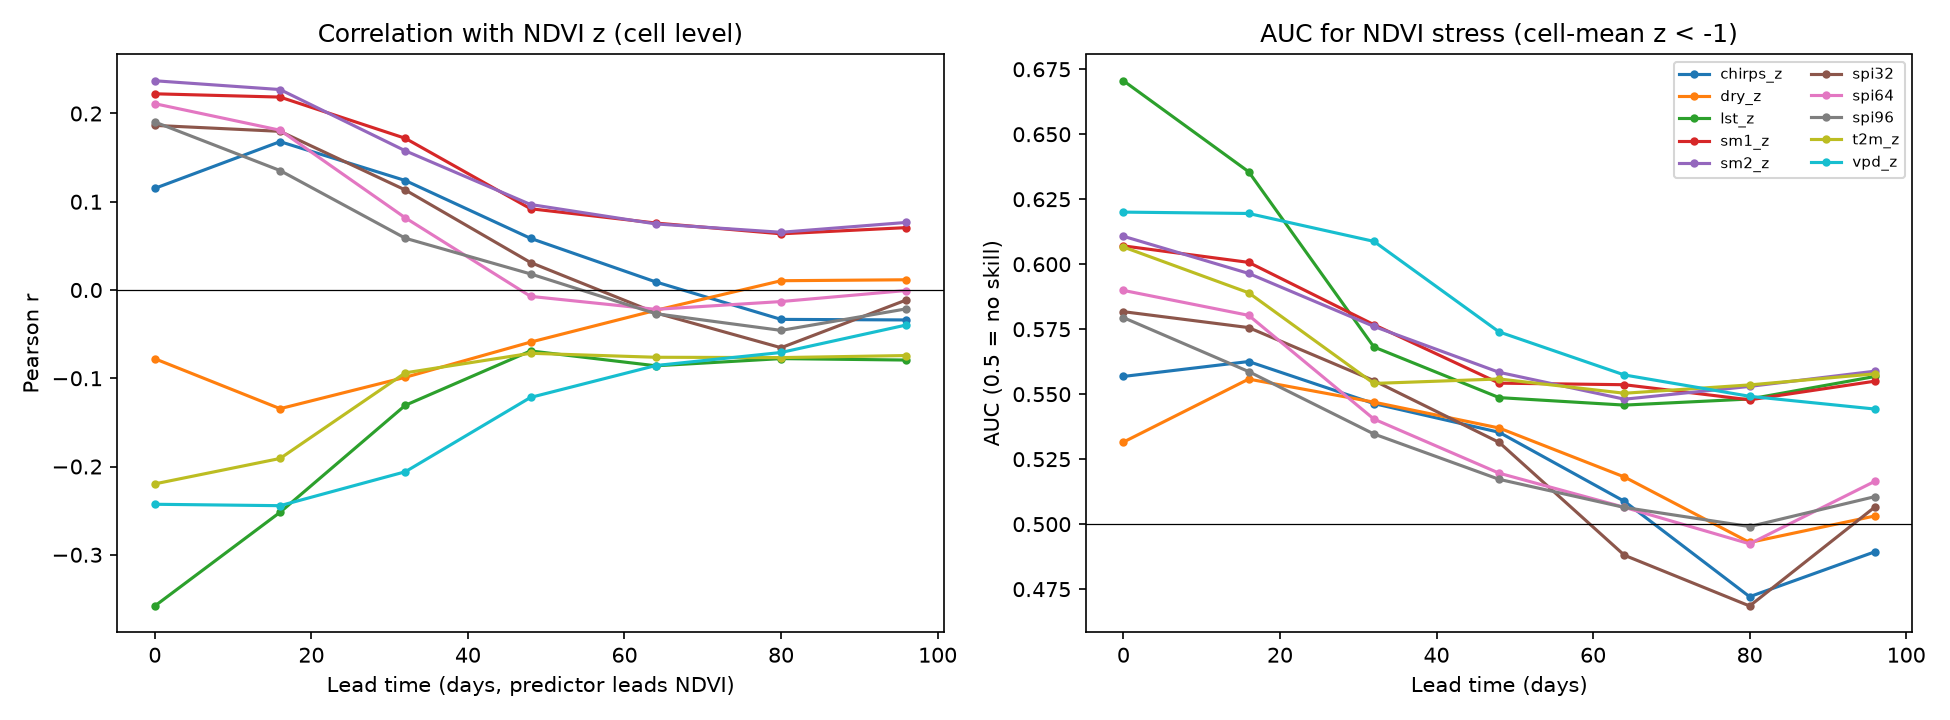 Correlation with NDVI z (cell level)
Pearson r
0.2
0.1
0.0
−0.1
−0.2
−0.3
0 20 40 60 80 100
Lead time (days, predictor leads NDVI)
AUC for NDVI stress (cell-mean z < -1)
AUC (0.5 = no skill)
0.675
0.650
0.625
0.600
0.575
0.550
0.525
0.500
0.475
chirps_z
dry_z
lst_z
sm1_z
sm2_z
spi32
spi64
spi96
t2m_z
vpd_z
0 20 40 60 80 100
Lead time (days)